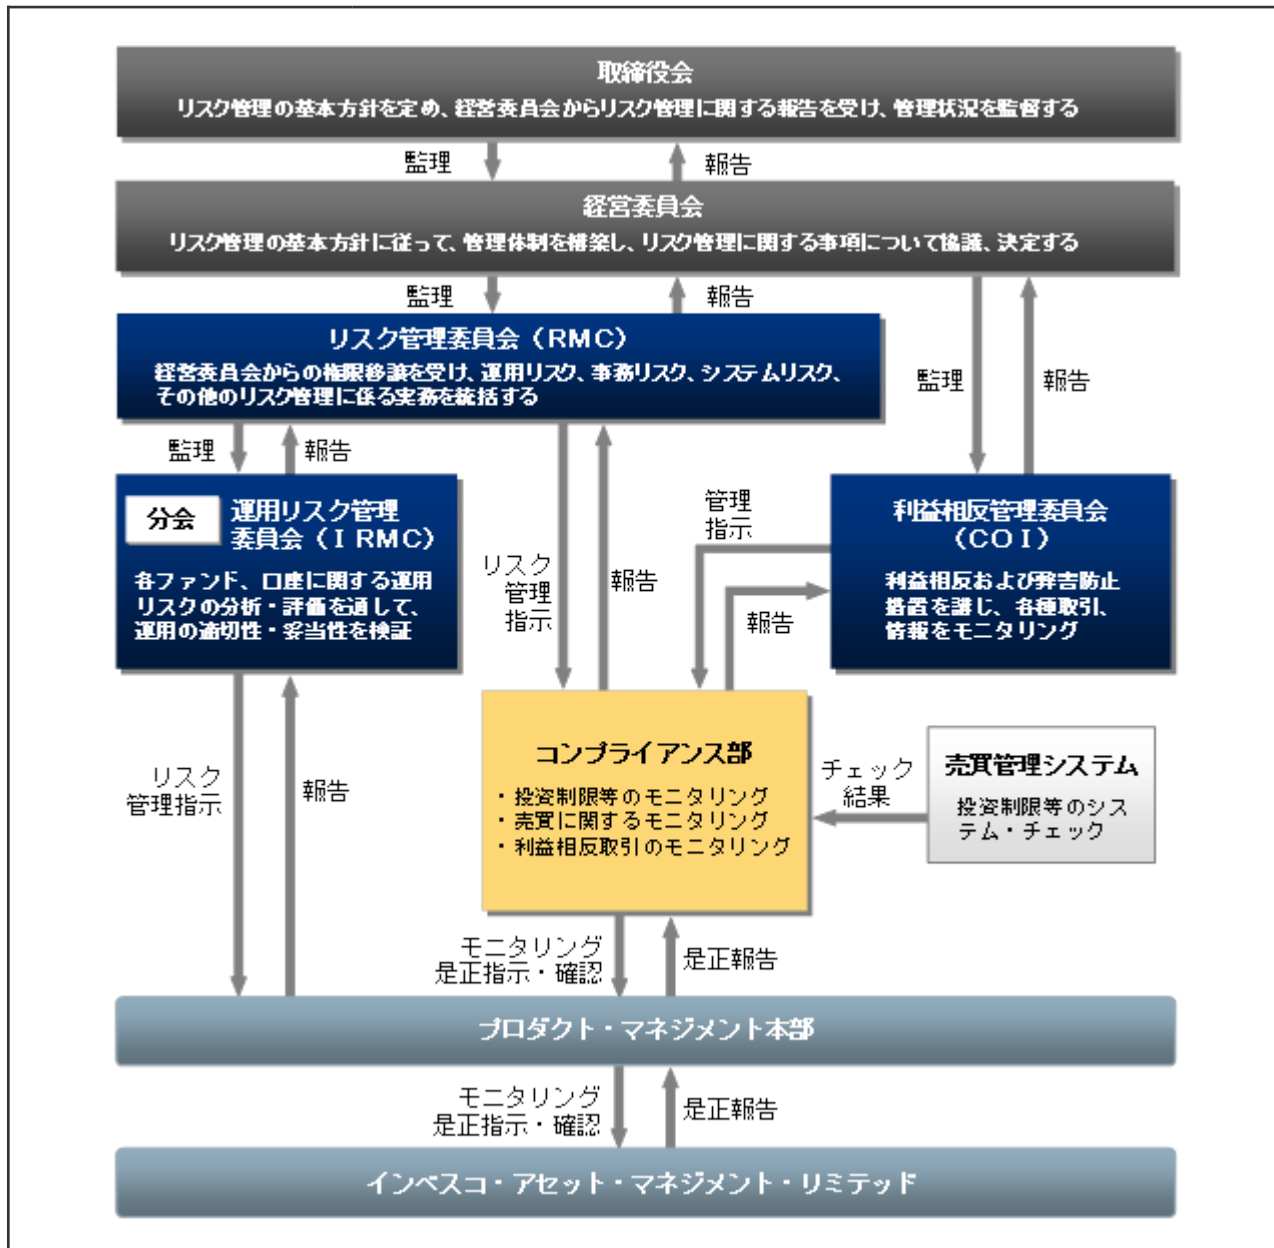 取締役会
リスク管理の基本方針を定め、経営委員会からリスク管理に関する報告を受け、管理状況を監督する
監理
報告
経営委員会
リスク管理の基本方針に従って、管理体制を構築し、リスク管理に関する事項について協議、決定する
監理
報告
リスク管理委員会（RMC）
経営委員会からの権限移譲を受け、運用リスク、事務リスク、システムリスク、
その他のリスク管理に係る実務を統括する
監理
報告
監理
報告
分会
運用リスク管理
委員会（IRMC）
各ファンド、口座に関する運用
リスクの分析・評価を通して、
運用の適切性・妥当性を検証
リスク
管理
指示
報告
管理
指示
報告
利益相反管理委員会
（COI）
利益相反および弊害防止
措置を講じ、各種取引、
情報をモニタリング
リスク
管理指示
報告
コンプライアンス部
・投資制限等のモニタリング
・売買に関するモニタリング
・利益相反取引のモニタリング
チェック
結果
売買管理システム
投資制限等のシス
テム・チェック
モニタリング
是正指示・確認
是正報告
プロダクト・マネジメント本部
モニタリング
是正指示・確認
是正報告
インベスコ・アセット・マネジメント・リミテッド